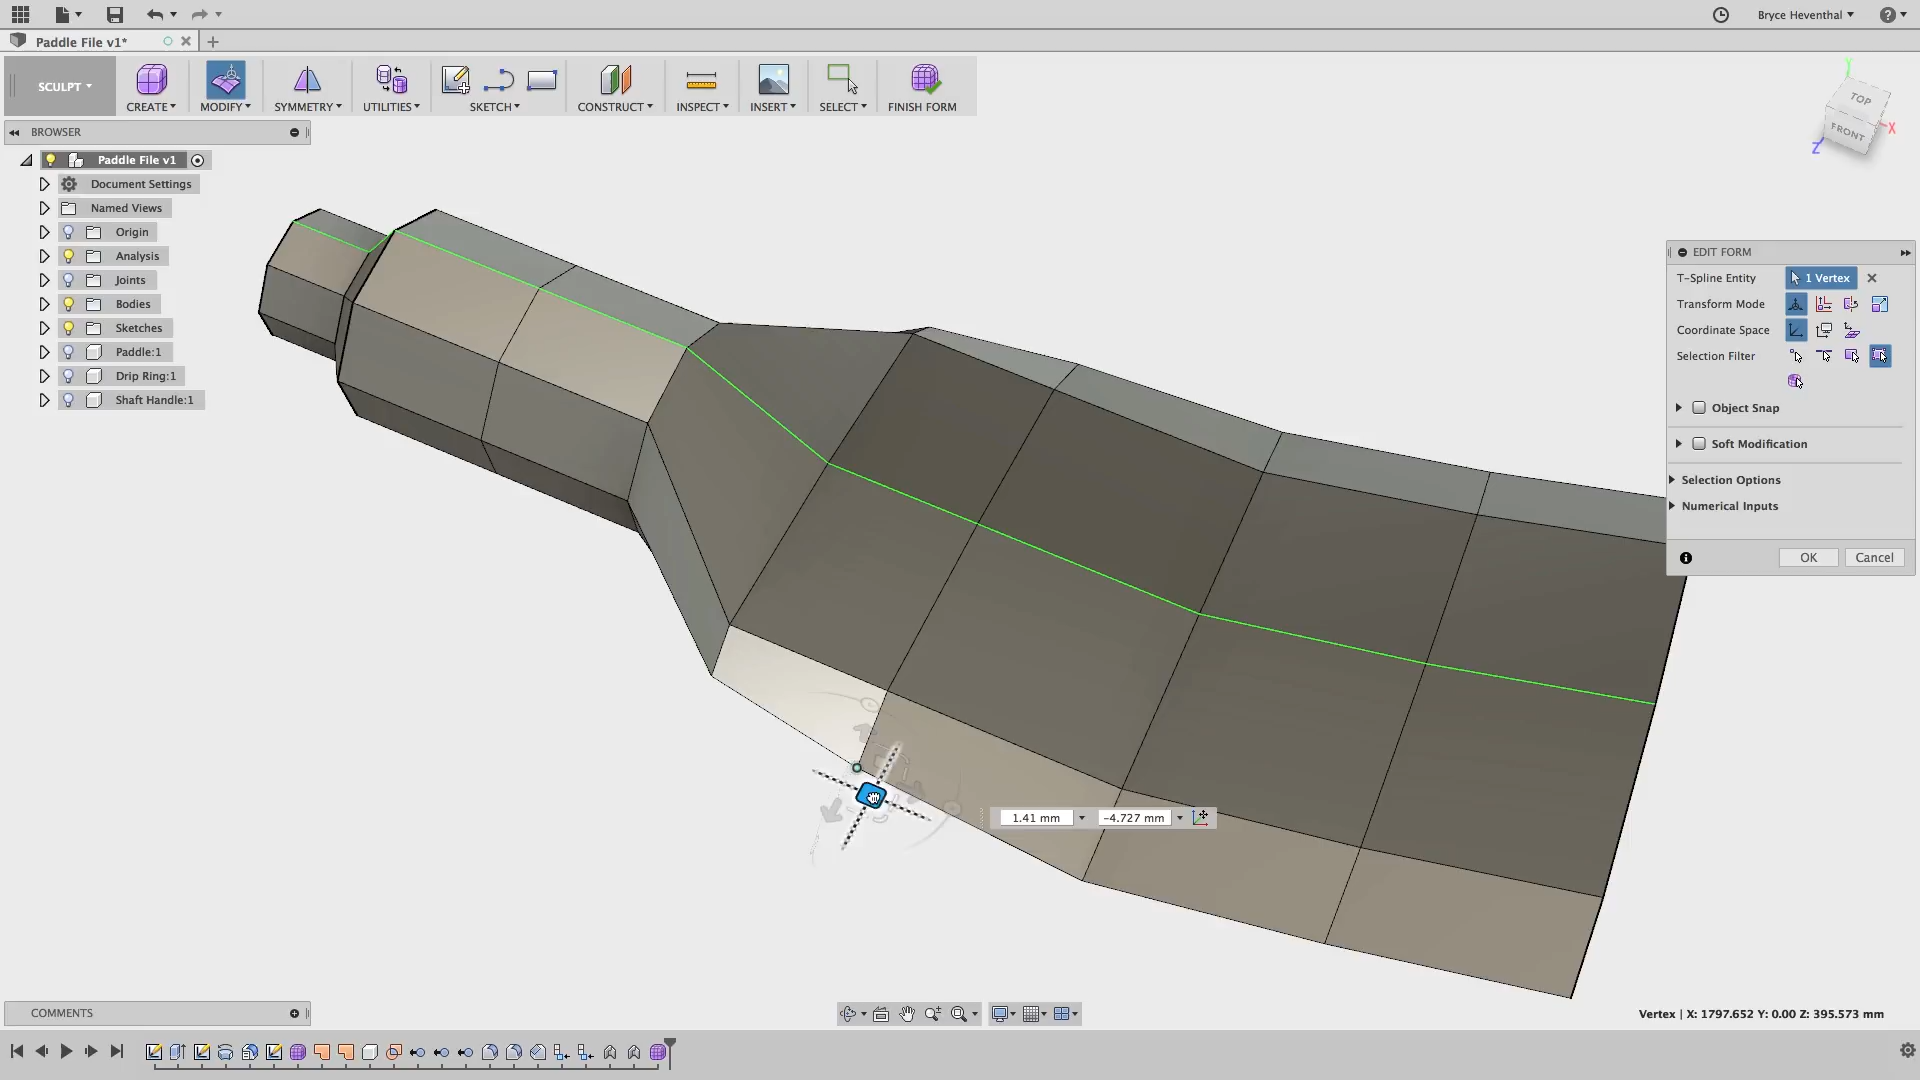 Bryce Heventhal
Paddle File v1*
SCULPT
CREATE
MODIFY
SYMMETRY
UTILITIES
SKETCH
CONSTRUCT
INSPECT
INSERT
SELECT
FINISH FORM
BROWSER
Paddle File v1
Document Settings
Named Views
Origin
Analysis
Joints
Bodies
Sketches
Paddle:1
Drip Ring:1
Shaft Handle:1
Y
TOP
FRONT
X
Z
EDIT FORM
T-Spline Entity
1 Vertex
Transform Mode
Coordinate Space
Selection Filter
Object Snap
Soft Modification
Selection Options
Numerical Inputs
OK
Cancel
1.41 mm
-4.727 mm
COMMENTS
Vertex | X: 1797.652 Y: 0.00 Z: 395.573 mm